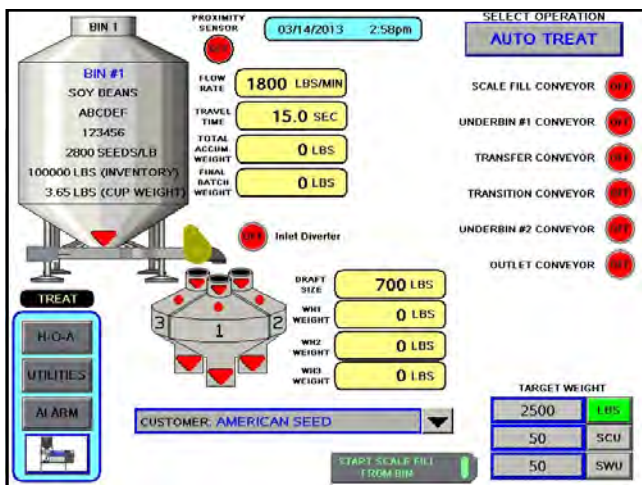 BIN 1
PROXIMITY
SENSOR
OFF
03/14/2013 2:58pm
SELECT OPERATION
AUTO TREAT
BIN #1
SOY BEANS
ABCDEF
123456
2800 SEEDS/LB
100000 LBS (INVENTORY)
3.65 LBS (CUP WEIGHT)
FLOW
RATE
1800 LBS/MIN
TRAVEL
TIME
15.0 SEC
TOTAL
ACCUM.
WEIGHT
0 LBS
FINAL
BATCH
WEIGHT
0 LBS
SCALE FILL CONVEYOR OFF
UNDERBIN #1 CONVEYOR OFF
TRANSFER CONVEYOR OFF
TRANSITION CONVEYOR OFF
UNDERBIN #2 CONVEYOR OFF
OUTLET CONVEYOR OFF
OFF Inlet Diverter
3 1 2
DRAFT
SIZE
700 LBS
WH1
WEIGHT
0 LBS
WH2
WEIGHT
0 LBS
WH3
WEIGHT
0 LBS
TREAT
H-O-A
UTILITIES
ALARM
CUSTOMER: AMERICAN SEED
START SCALE FILL
FROM BIN
TARGET WEIGHT
2500 LBS
50 SCU
50 SWU